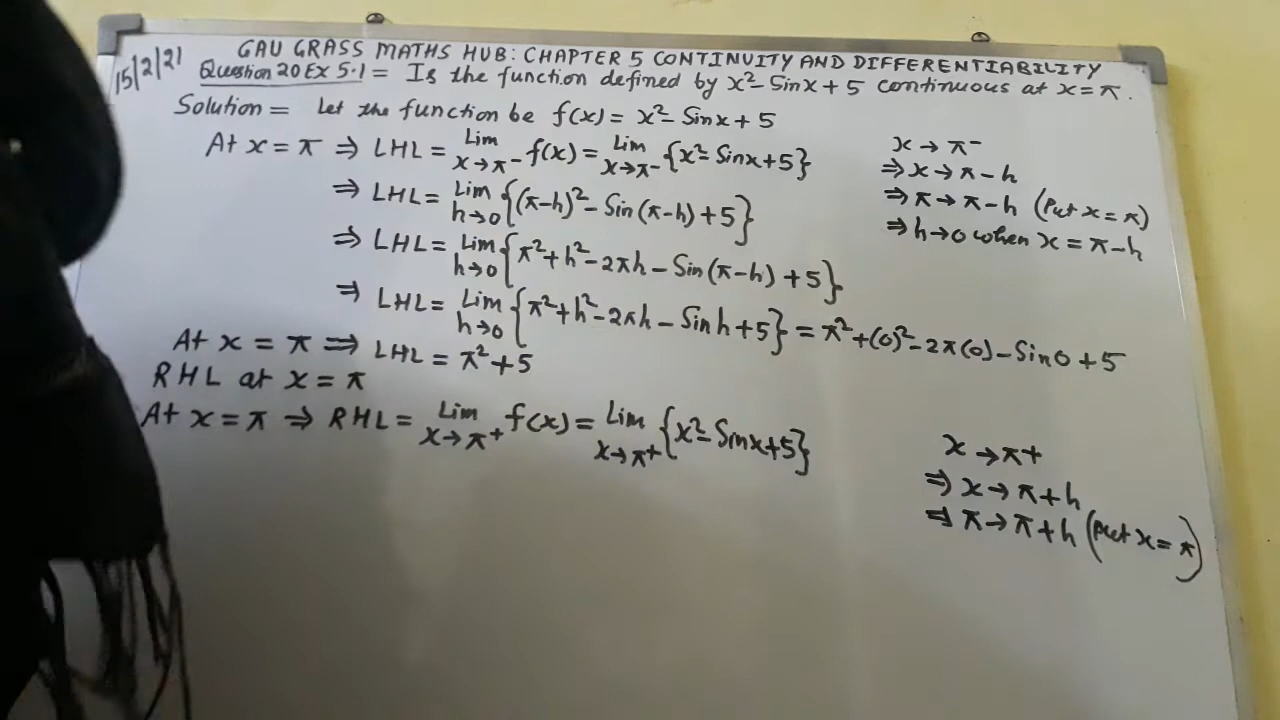 15/2/21
GAU GRASS MATHS HUB: CHAPTER 5 CONTINUITY AND DIFFERENTIABILITY
Question 20 Ex 5.1 = Is the function defined by x² - Sinx + 5 continuous at x = π.
Solution = Let the function be f(x) = x² - Sinx + 5
At x = π ⇒ LHL = Lim x→π⁻ f(x) = Lim x→π⁻ {x² - Sinx + 5}
⇒ LHL = Lim h→0 {(π-h)² - Sin(π-h) + 5}
⇒ LHL = Lim h→0 {π² + h² - 2πh - Sin(π-h) + 5}
⇒ LHL = Lim h→0 {π² + h² - 2πh - Sinh + 5} = π² + (0)² - 2π(0) - Sin0 + 5
At x = π ⇒ LHL = π² + 5
x → π⁻
⇒ x → π - h
⇒ π → π - h (Put x = π)
⇒ h → 0 when x = π - h
RHL at x = π
At x = π ⇒ RHL = Lim x→π⁺ f(x) = Lim x→π⁺ {x² - Sinx + 5}
x → π⁺
⇒ x → π + h
⇒ π → π + h (Put x = π)